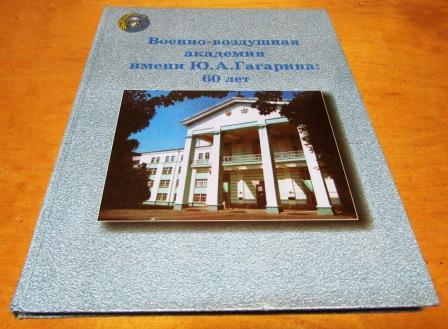 Военно-воздушная
академия
имени Ю.А.Гагарина:
60 лет